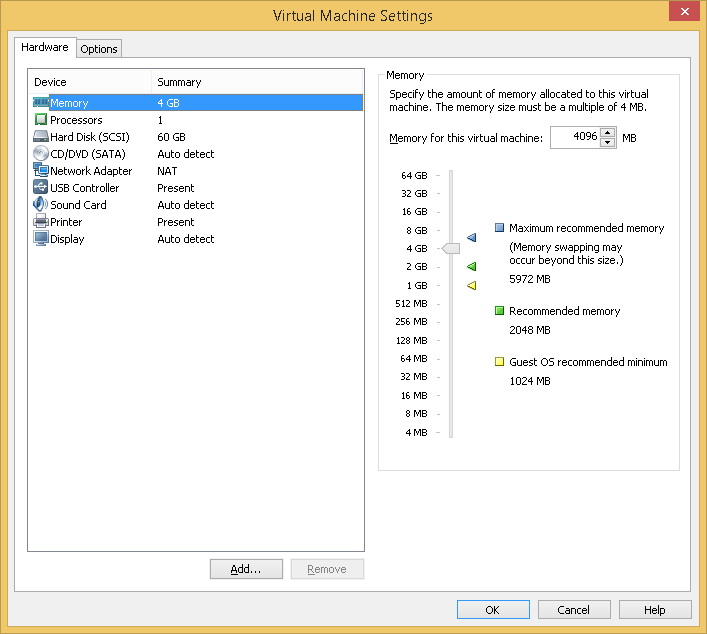 Virtual Machine Settings
Hardware
Options
Device Summary
Memory 4 GB
Processors 1
Hard Disk (SCSI) 60 GB
CD/DVD (SATA) Auto detect
Network Adapter NAT
USB Controller Present
Sound Card Auto detect
Printer Present
Display Auto detect
Add...
Remove
Memory
Specify the amount of memory allocated to this virtual
machine. The memory size must be a multiple of 4 MB.
Memory for this virtual machine: 4096 MB
64 GB
32 GB
16 GB
8 GB
4 GB
2 GB
1 GB
512 MB
256 MB
128 MB
64 MB
32 MB
16 MB
8 MB
4 MB
Maximum recommended memory
(Memory swapping may
occur beyond this size.)
5972 MB
Recommended memory
2048 MB
Guest OS recommended minimum
1024 MB
OK
Cancel
Help